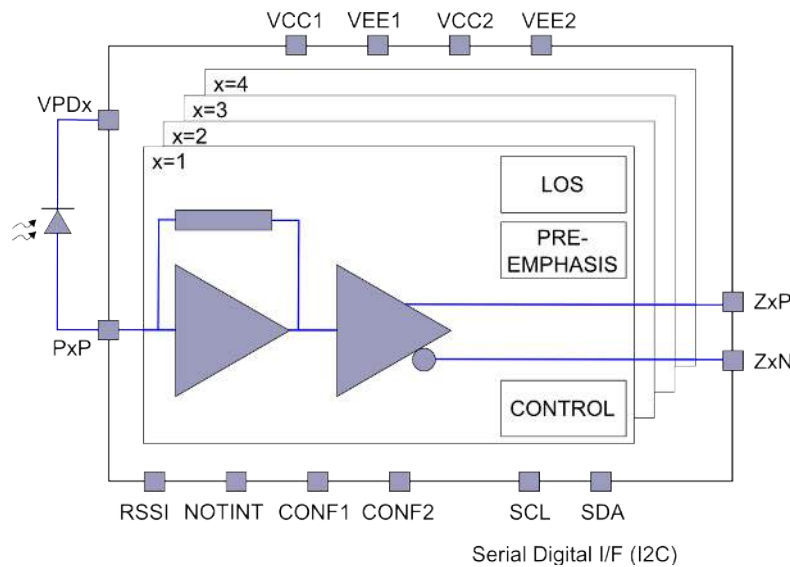 VCC1 VEE1 VCC2 VEE2
VPDx
x=4
x=3
x=2
x=1
LOS
PRE-
EMPHASIS
ZxP
PxP
ZxN
CONTROL
RSSI NOTINT CONF1 CONF2 SCL SDA
Serial Digital I/F (I2C)